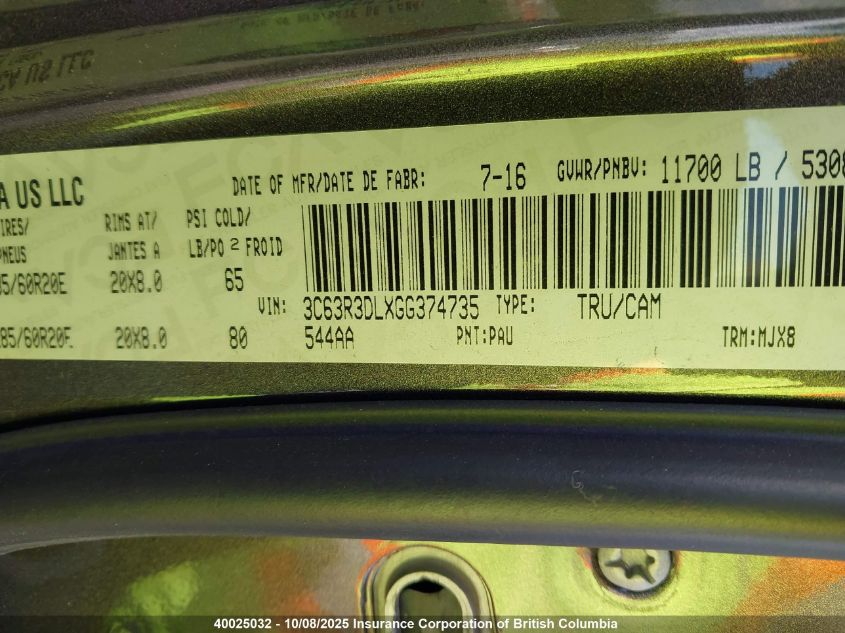 A US LLC
DATE OF MFR/DATE DE FABR: 7-16 GVWR/PNBV: 11700 LB / 5308
IRES/ RIMS AT/ PSI COLD/
PNEUS JANTES A LB/PO 2 FROID
5/60R20E 20X8.0 65
VIN: 3C63R3DLXGG374735 TYPE: TRU/CAM
85/60R20E 20X8.0 80 544AA PNT:PAU TRM:MJX8
40025032 - 10/08/2025 Insurance Corporation of British Columbia